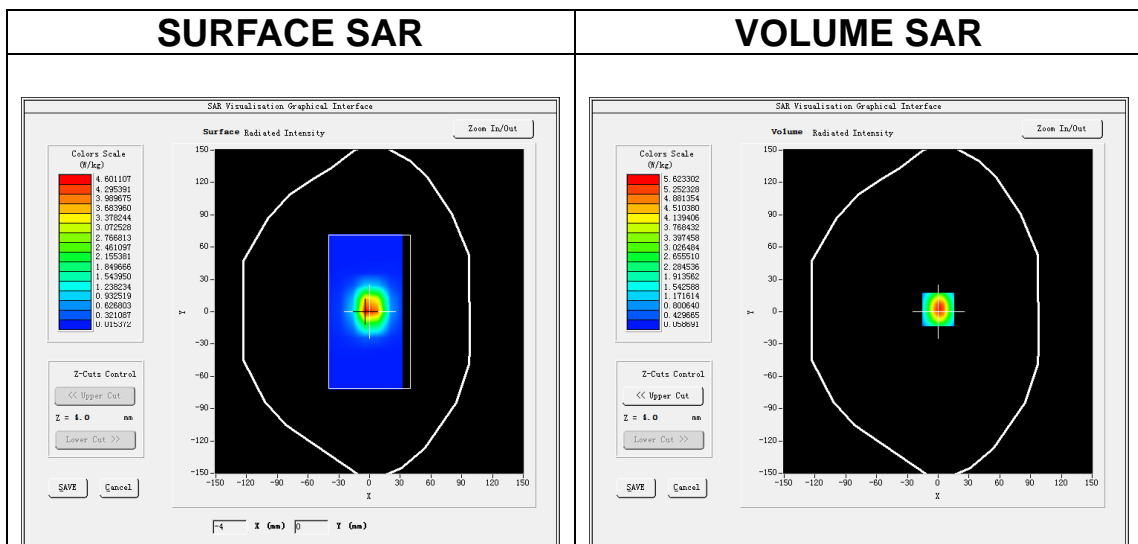 SURFACE SAR
VOLUME SAR
SAR Visualisation Graphical Interface
Surface Radiated Intensity
Zoom In/Out
Colors Scale
(W/kg)
4.601107
4.295391
3.989675
3.683960
3.378244
3.072528
2.766813
2.461097
2.155381
1.849666
1.543950
1.238234
0.932519
0.626803
0.321087
0.015372
150
120
90
60
30
0
-30
-60
-90
-120
-150
Y
-150 -120 -90 -60 -30 0 30 60 90 120 150
X
Z-Cuts Control
<< Upper Cut
Z = 4.0 mm
Lower Cut >>
SAVE
Cancel
-4 X (mm) 0 Y (mm)
SAR Visualisation Graphical Interface
Volume Radiated Intensity
Zoom In/Out
Colors Scale
(W/kg)
5.623302
5.252328
4.881354
4.510380
4.139406
3.768432
3.397458
3.026484
2.655510
2.284536
1.913562
1.542588
1.171614
0.800640
0.429665
0.058691
150
120
90
60
30
0
-30
-60
-90
-120
-150
Y
-150 -120 -90 -60 -30 0 30 60 90 120 150
X
Z-Cuts Control
<< Upper Cut
Z = 4.0 mm
Lower Cut >>
SAVE
Cancel